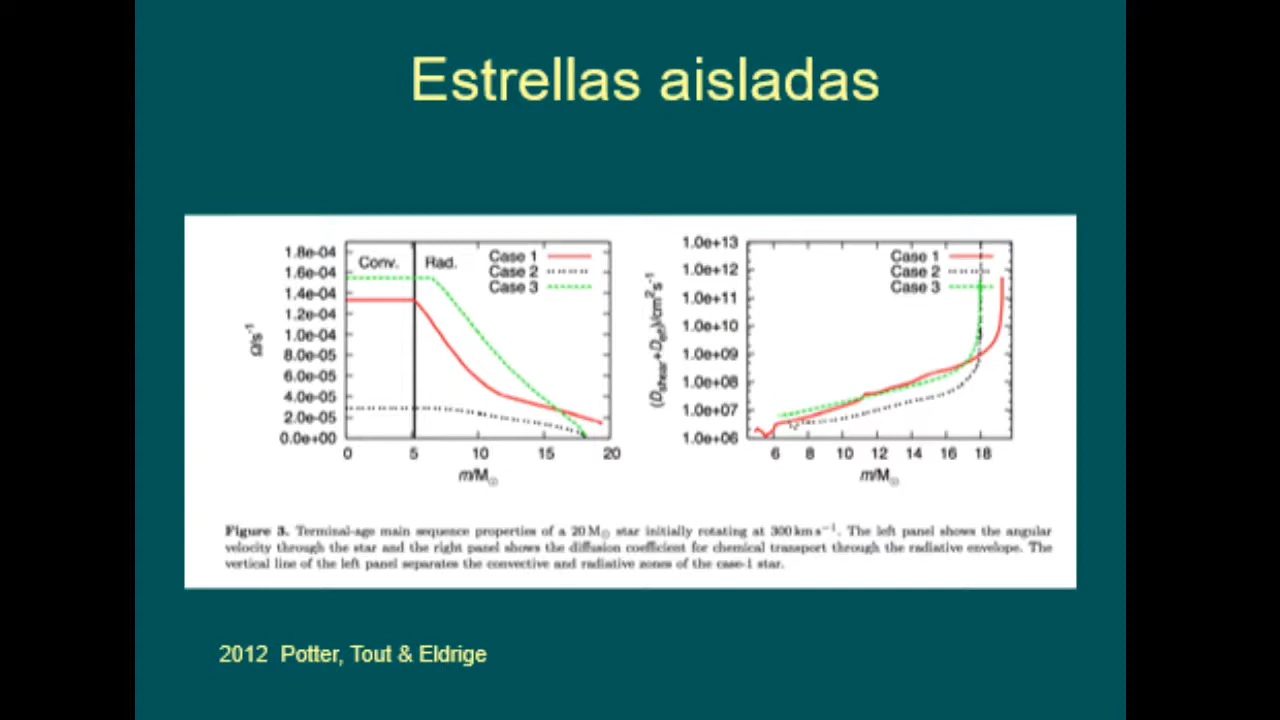 Estrellas aisladas
1.8e-04
1.6e-04
1.4e-04
1.2e-04
1.0e-04
8.0e-05
6.0e-05
4.0e-05
2.0e-05
0.0e+00
Ω/s⁻¹
Conv.
Rad.
Case 1
Case 2
Case 3
0 5 10 15 20
m/M☉
1.0e+13
1.0e+12
1.0e+11
1.0e+10
1.0e+09
1.0e+08
1.0e+07
1.0e+06
(Dshear+Deff)/cm²s⁻¹
Case 1
Case 2
Case 3
6 8 10 12 14 16 18
m/M☉
Figure 3. Terminal-age main sequence properties of a 20 M☉ star initially rotating at 300 km s⁻¹. The left panel shows the angular
velocity through the star and the right panel shows the diffusion coefficient for chemical transport through the radiative envelope. The
vertical line of the left panel separates the convective and radiative zones of the case-1 star.
2012 Potter, Tout & Eldrige